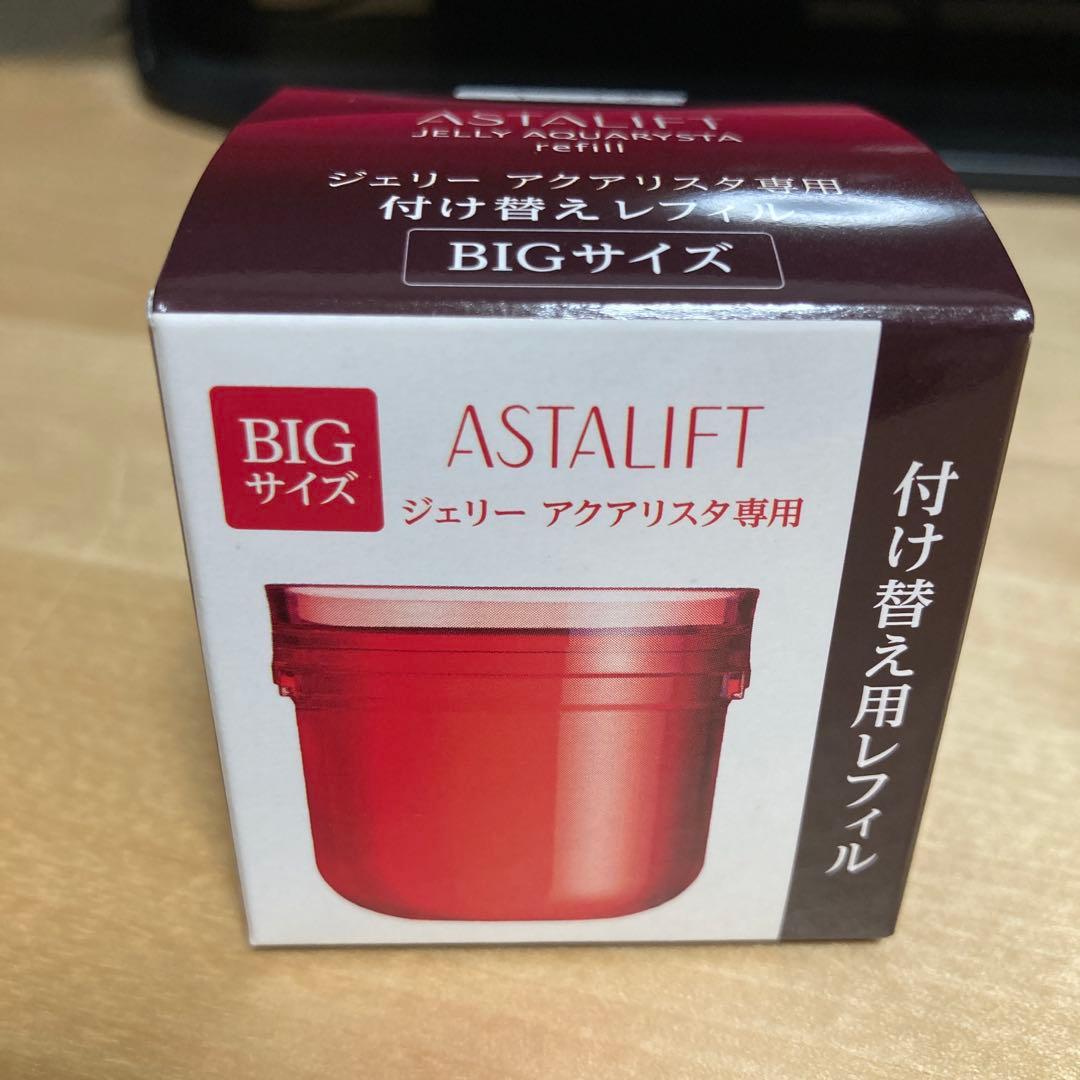 ASTALIFT
JELLY AQUARYSTA
refill
ジェリー アクアリスタ専用
付け替えレフィル
BIGサイズ
BIG
サイズ
ASTALIFT
ジェリー アクアリスタ専用
付け替え用レフィル